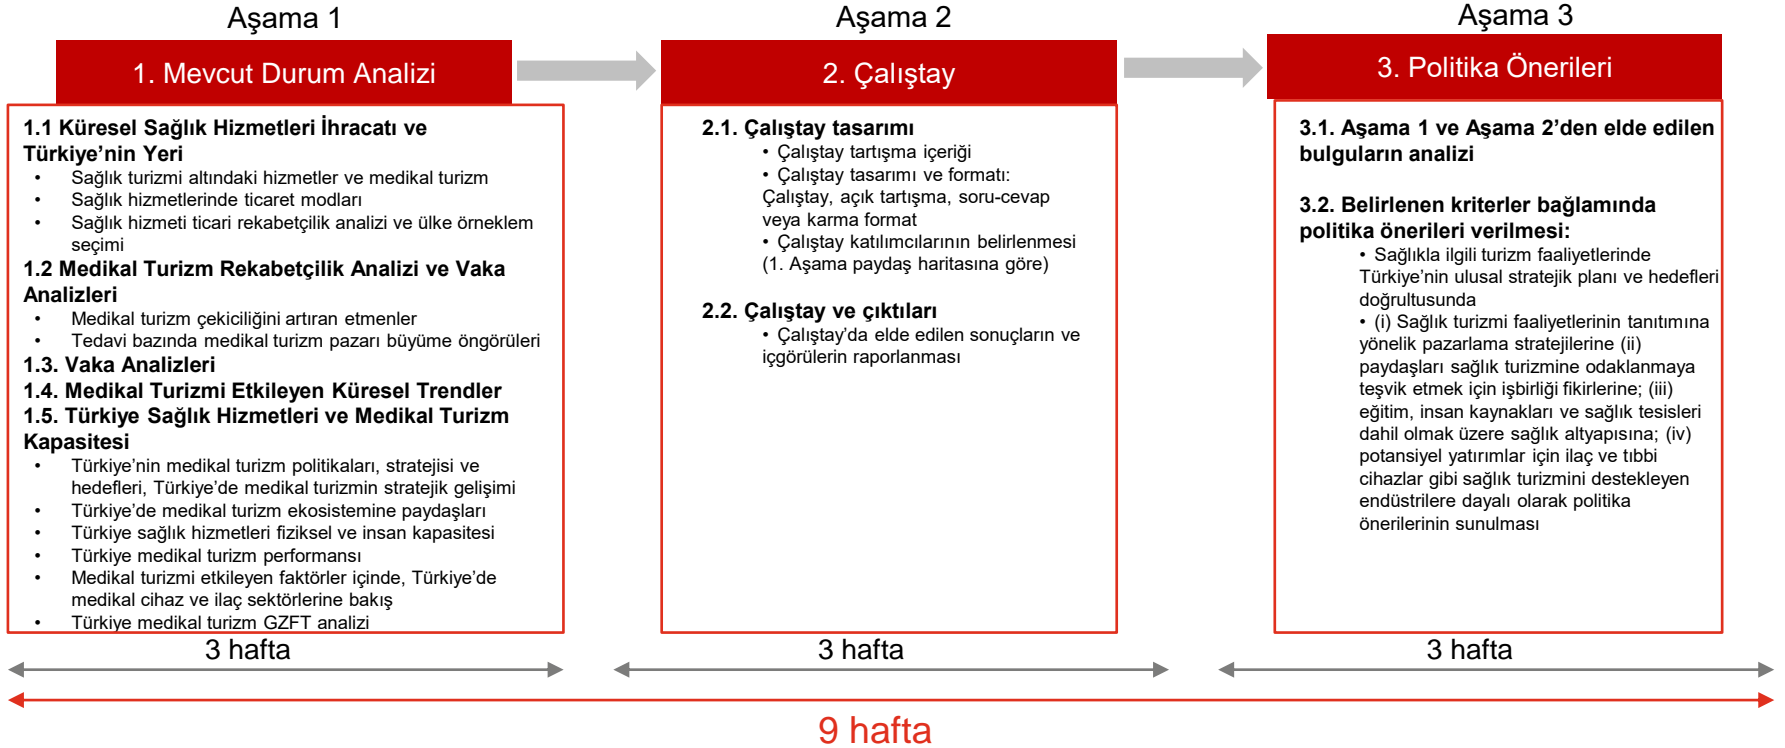 Aşama 1
1. Mevcut Durum Analizi
1.1 Küresel Sağlık Hizmetleri İhracatı ve
Türkiye’nin Yeri
• Sağlık turizmi altındaki hizmetler ve medikal turizm
• Sağlık hizmetlerinde ticaret modları
• Sağlık hizmeti ticari rekabetçilik analizi ve ülke örneklem
seçimi
1.2 Medikal Turizm Rekabetçilik Analizi ve Vaka
Analizleri
• Medikal turizm çekiciliğini artıran etmenler
• Tedavi bazında medikal turizm pazarı büyüme öngörüleri
1.3. Vaka Analizleri
1.4. Medikal Turizmi Etkileyen Küresel Trendler
1.5. Türkiye Sağlık Hizmetleri ve Medikal Turizm
Kapasitesi
• Türkiye’nin medikal turizm politikaları, stratejisi ve
hedefleri, Türkiye’de medikal turizmin stratejik gelişimi
• Türkiye’de medikal turizm ekosistemine paydaşları
• Türkiye sağlık hizmetleri fiziksel ve insan kapasitesi
• Türkiye medikal turizm performansı
• Medikal turizmi etkileyen faktörler içinde, Türkiye’de
medikal cihaz ve ilaç sektörlerine bakış
• Türkiye medikal turizm GZFT analizi
3 hafta
Aşama 2
2. Çalıştay
2.1. Çalıştay tasarımı
• Çalıştay tartışma içeriği
• Çalıştay tasarımı ve formatı:
Çalıştay, açık tartışma, soru-cevap
veya karma format
• Çalıştay katılımcılarının belirlenmesi
(1. Aşama paydaş haritasına göre)
2.2. Çalıştay ve çıktıları
• Çalıştay’da elde edilen sonuçların ve
içgörülerin raporlanması
3 hafta
Aşama 3
3. Politika Önerileri
3.1. Aşama 1 ve Aşama 2’den elde edilen
bulguların analizi
3.2. Belirlenen kriterler bağlamında
politika önerileri verilmesi:
• Sağlıkla ilgili turizm faaliyetlerinde
Türkiye’nin ulusal stratejik planı ve hedefleri
doğrultusunda
• (i) Sağlık turizmi faaliyetlerinin tanıtımına
yönelik pazarlama stratejilerine (ii)
paydaşları sağlık turizmine odaklanmaya
teşvik etmek için işbirliği fikirlerine; (iii)
eğitim, insan kaynakları ve sağlık tesisleri
dahil olmak üzere sağlık altyapısına; (iv)
potansiyel yatırımlar için ilaç ve tıbbi
cihazlar gibi sağlık turizmini destekleyen
endüstrilere dayalı olarak politika
önerilerinin sunulması
3 hafta
9 hafta